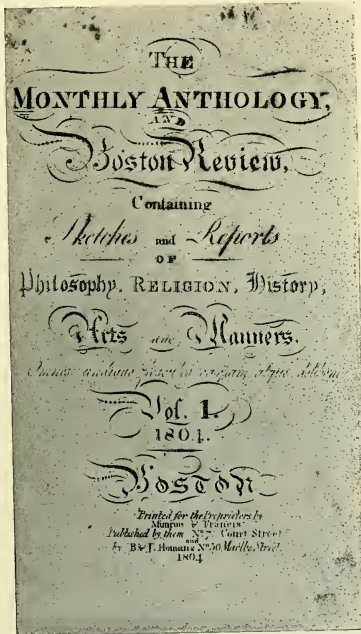 The
Monthly Anthology,
AND
Boston Review,
Containing
Sketches and Reports
OF
Philosophy, Religion, History,
Arts and Manners.
undique
Vol. 1.
1804.
Boston
Printed for the Proprietors by
Munroe & Francis
Published by them No 7 Court Street
and
by B & J. Homans No 50, Marlbo. Street
1804